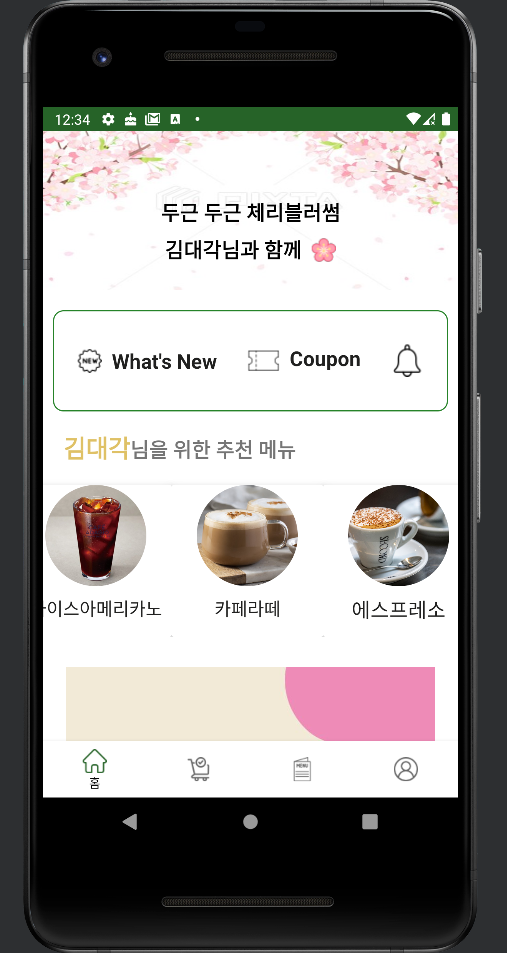 12:34
두근 두근 체리블러썸
김대각님과 함께
NEW What's New
Coupon
김대각님을 위한 추천 메뉴
이스아메리카노
카페라떼
에스프레소
MENU
홈